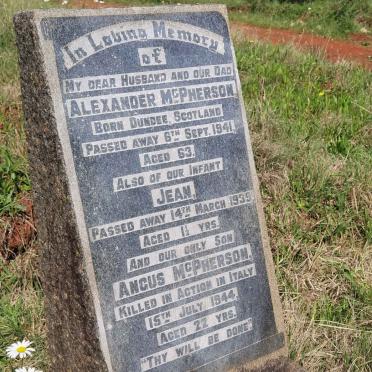 In Loving Memory
of
My Dear Husband and our Dad
Alexander McPherson
Born Dundee, Scotland
Passed away 6th Sept. 1941.
Aged 63.
Also of our Infant
Jean
Passed away 14th March 1939
Aged 1½ yrs.
And our only Son
Angus McPherson.
Killed in Action in Italy
15th July 1944.
Aged 22 yrs.
"Thy will be done"